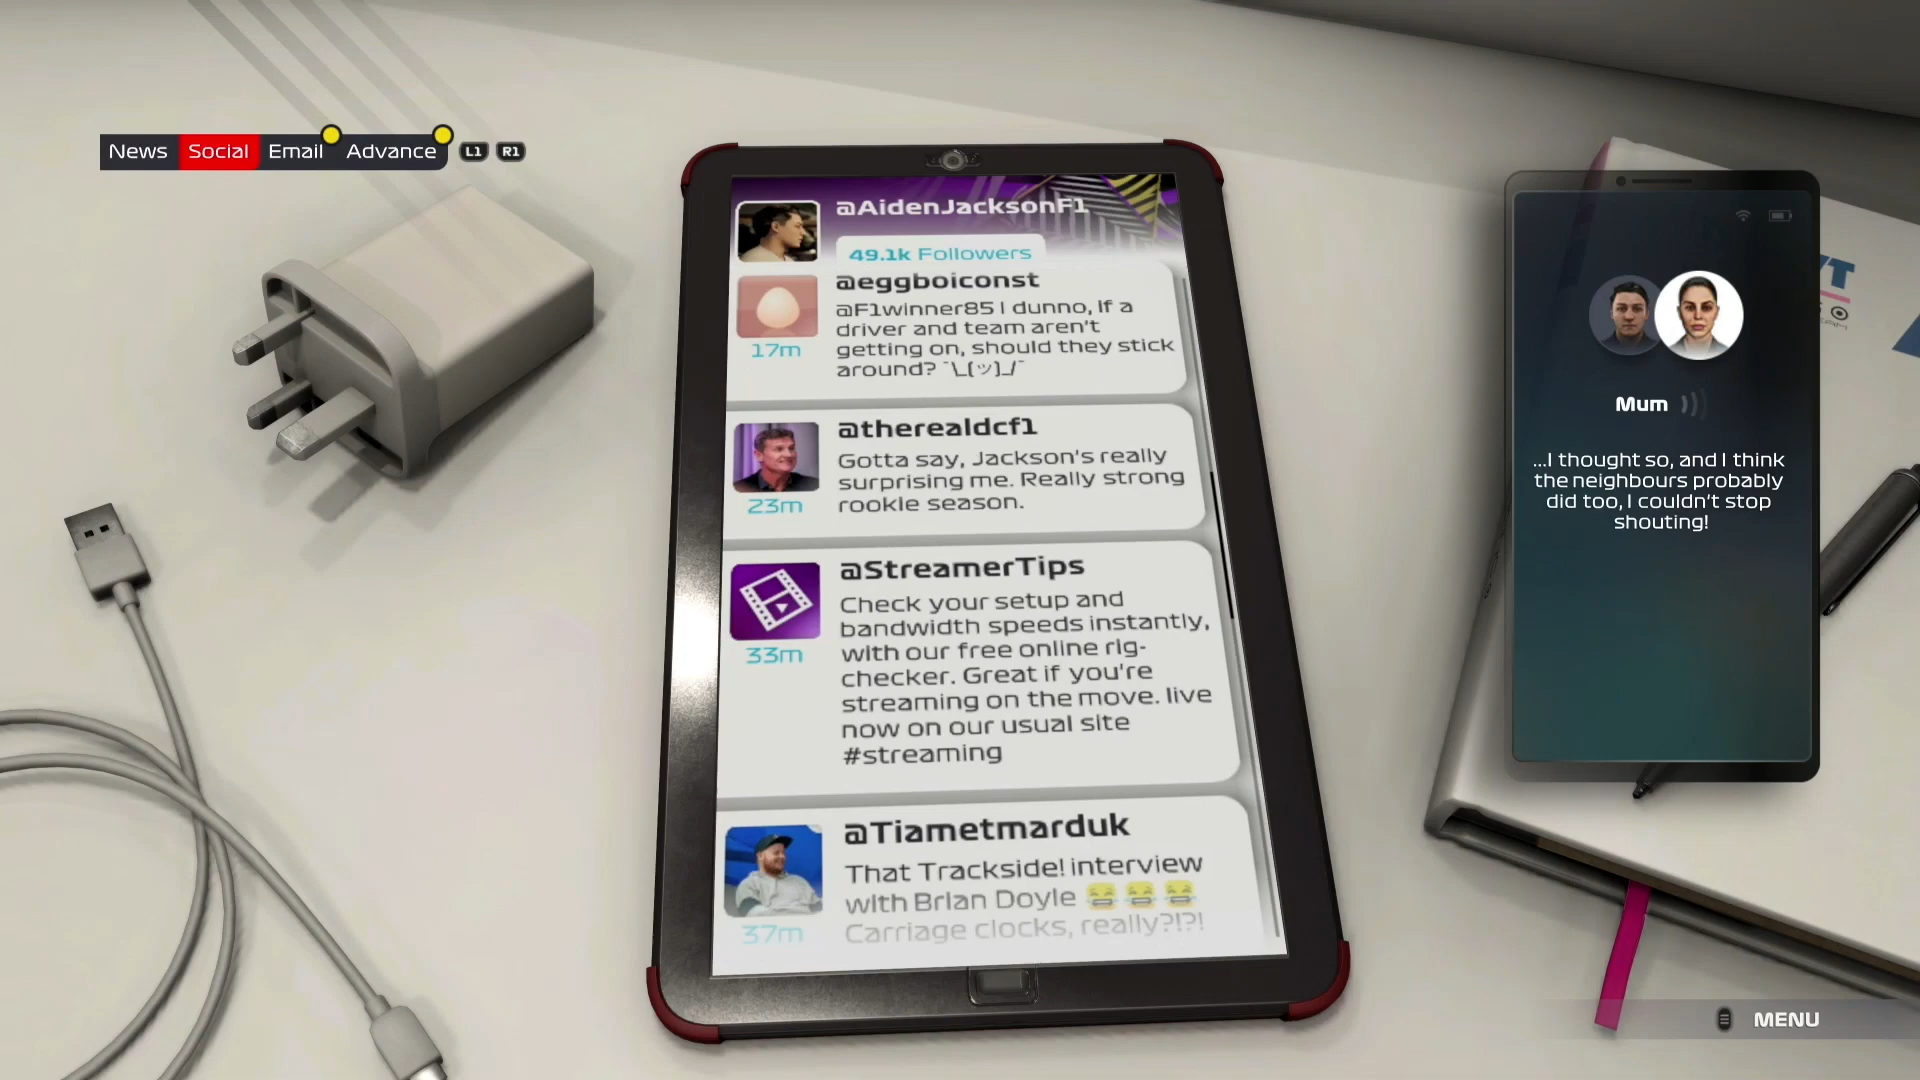 News Social Email Advance L1 R1
@AidenJacksonF1
49.1k Followers
@eggboiconst
@F1winner85 I dunno, if a
driver and team aren't
getting on, should they stick
around? ¯\_(ツ)_/¯
17m
@therealdcf1
Gotta say, Jackson's really
surprising me. Really strong
rookie season.
23m
@StreamerTips
Check your setup and
bandwidth speeds instantly,
with our free online rig-
checker. Great if you're
streaming on the move. live
now on our usual site
#streaming
33m
@Tiametmarduk
That Trackside! interview
with Brian Doyle 😂 😂 😂
Carriage clocks, really?!?!
37m
Mum
...I thought so, and I think
the neighbours probably
did too, I couldn't stop
shouting!
MENU